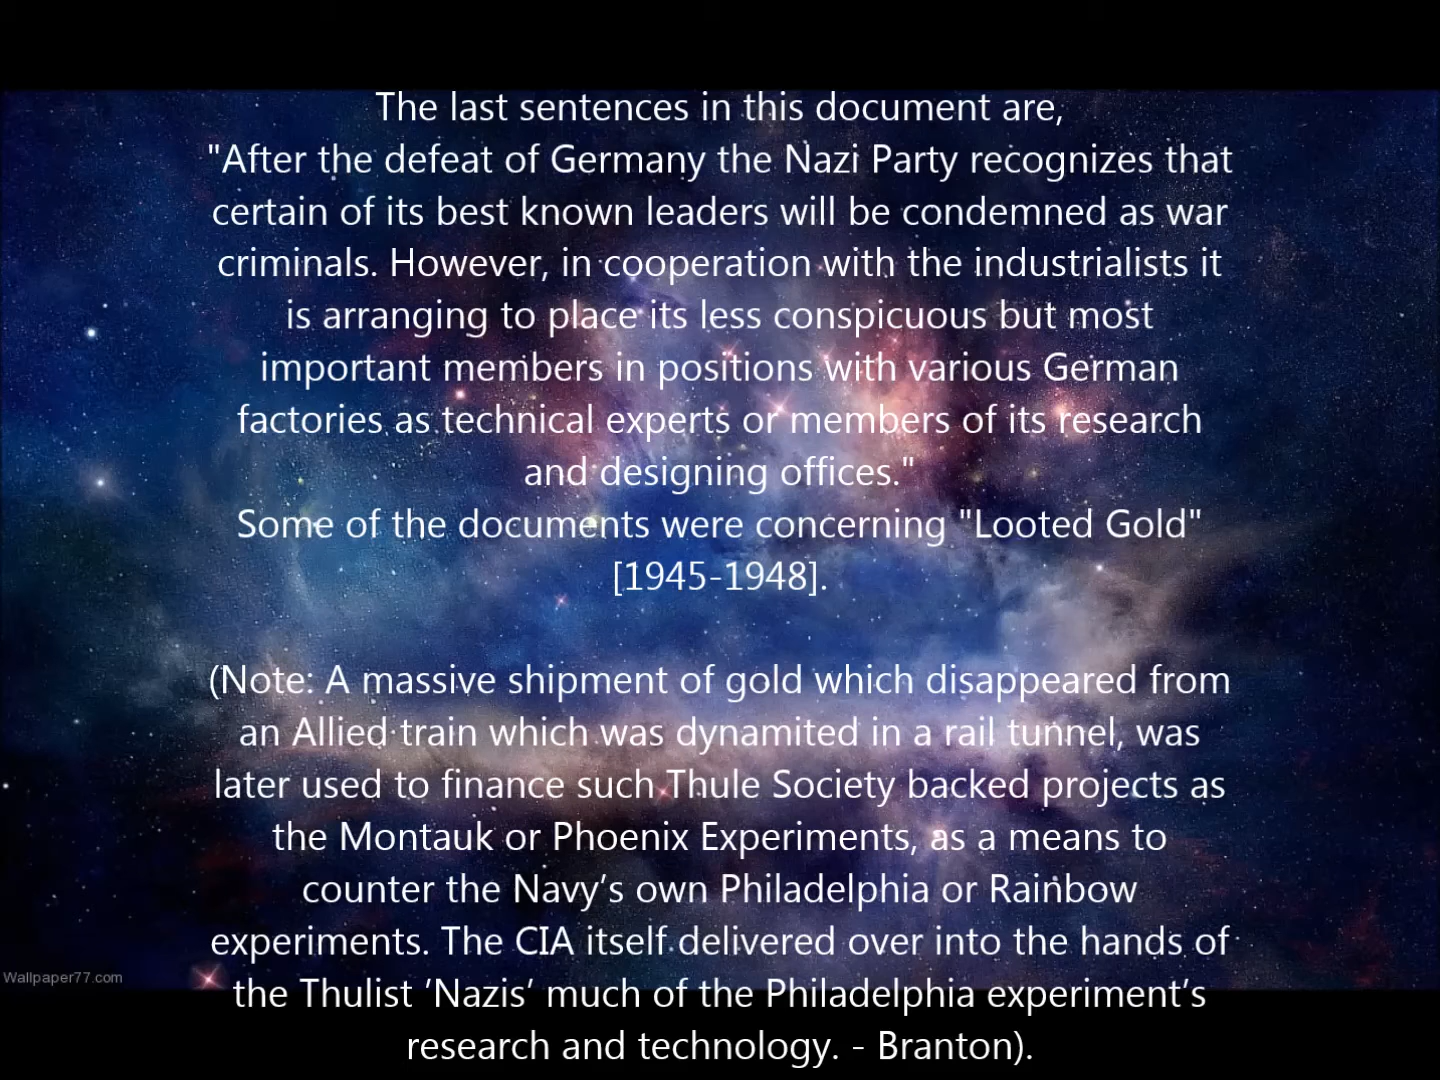 The last sentences in this document are,
"After the defeat of Germany the Nazi Party recognizes that
certain of its best known leaders will be condemned as war
criminals. However, in cooperation with the industrialists it
is arranging to place its less conspicuous but most
important members in positions with various German
factories as technical experts or members of its research
and designing offices."
Some of the documents were concerning "Looted Gold"
[1945-1948].
(Note: A massive shipment of gold which disappeared from
an Allied train which was dynamited in a rail tunnel, was
later used to finance such Thule Society backed projects as
the Montauk or Phoenix Experiments, as a means to
counter the Navy’s own Philadelphia or Rainbow
experiments. The CIA itself delivered over into the hands of
the Thulist ’Nazis’ much of the Philadelphia experiment’s
research and technology. - Branton).
Wallpaper77.com